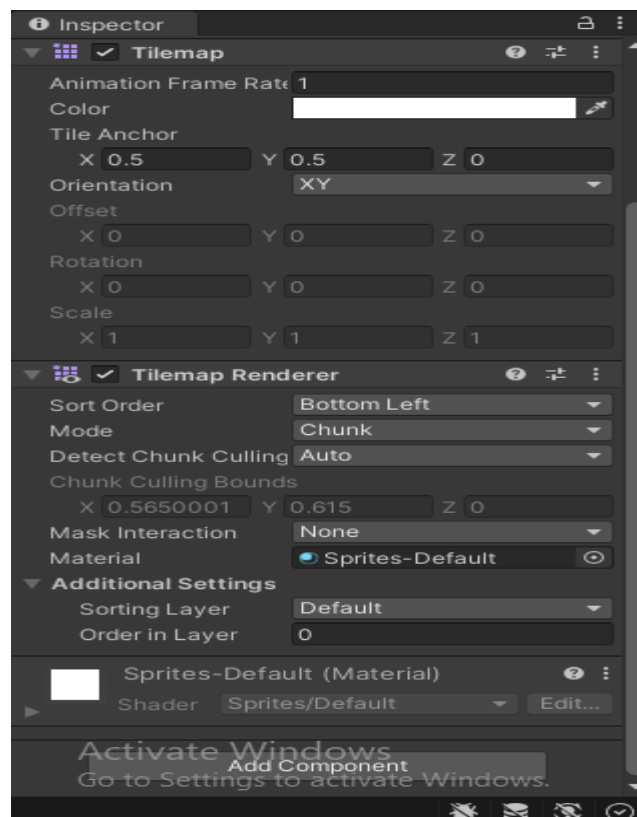 Inspector
Tilemap
Animation Frame Rate 1
Color
Tile Anchor
X 0.5 Y 0.5 Z 0
Orientation XY
Offset
X 0 Y 0 Z 0
Rotation
X 0 Y 0 Z 0
Scale
X 1 Y 1 Z 1
Tilemap Renderer
Sort Order Bottom Left
Mode Chunk
Detect Chunk Culling Auto
Chunk Culling Bounds
X 0.5650001 Y 0.615 Z 0
Mask Interaction None
Material Sprites-Default
Additional Settings
Sorting Layer Default
Order in Layer 0
Sprites-Default (Material)
Shader Sprites/Default Edit...
Activate Windows
Add Component
Go to Settings to activate Windows.